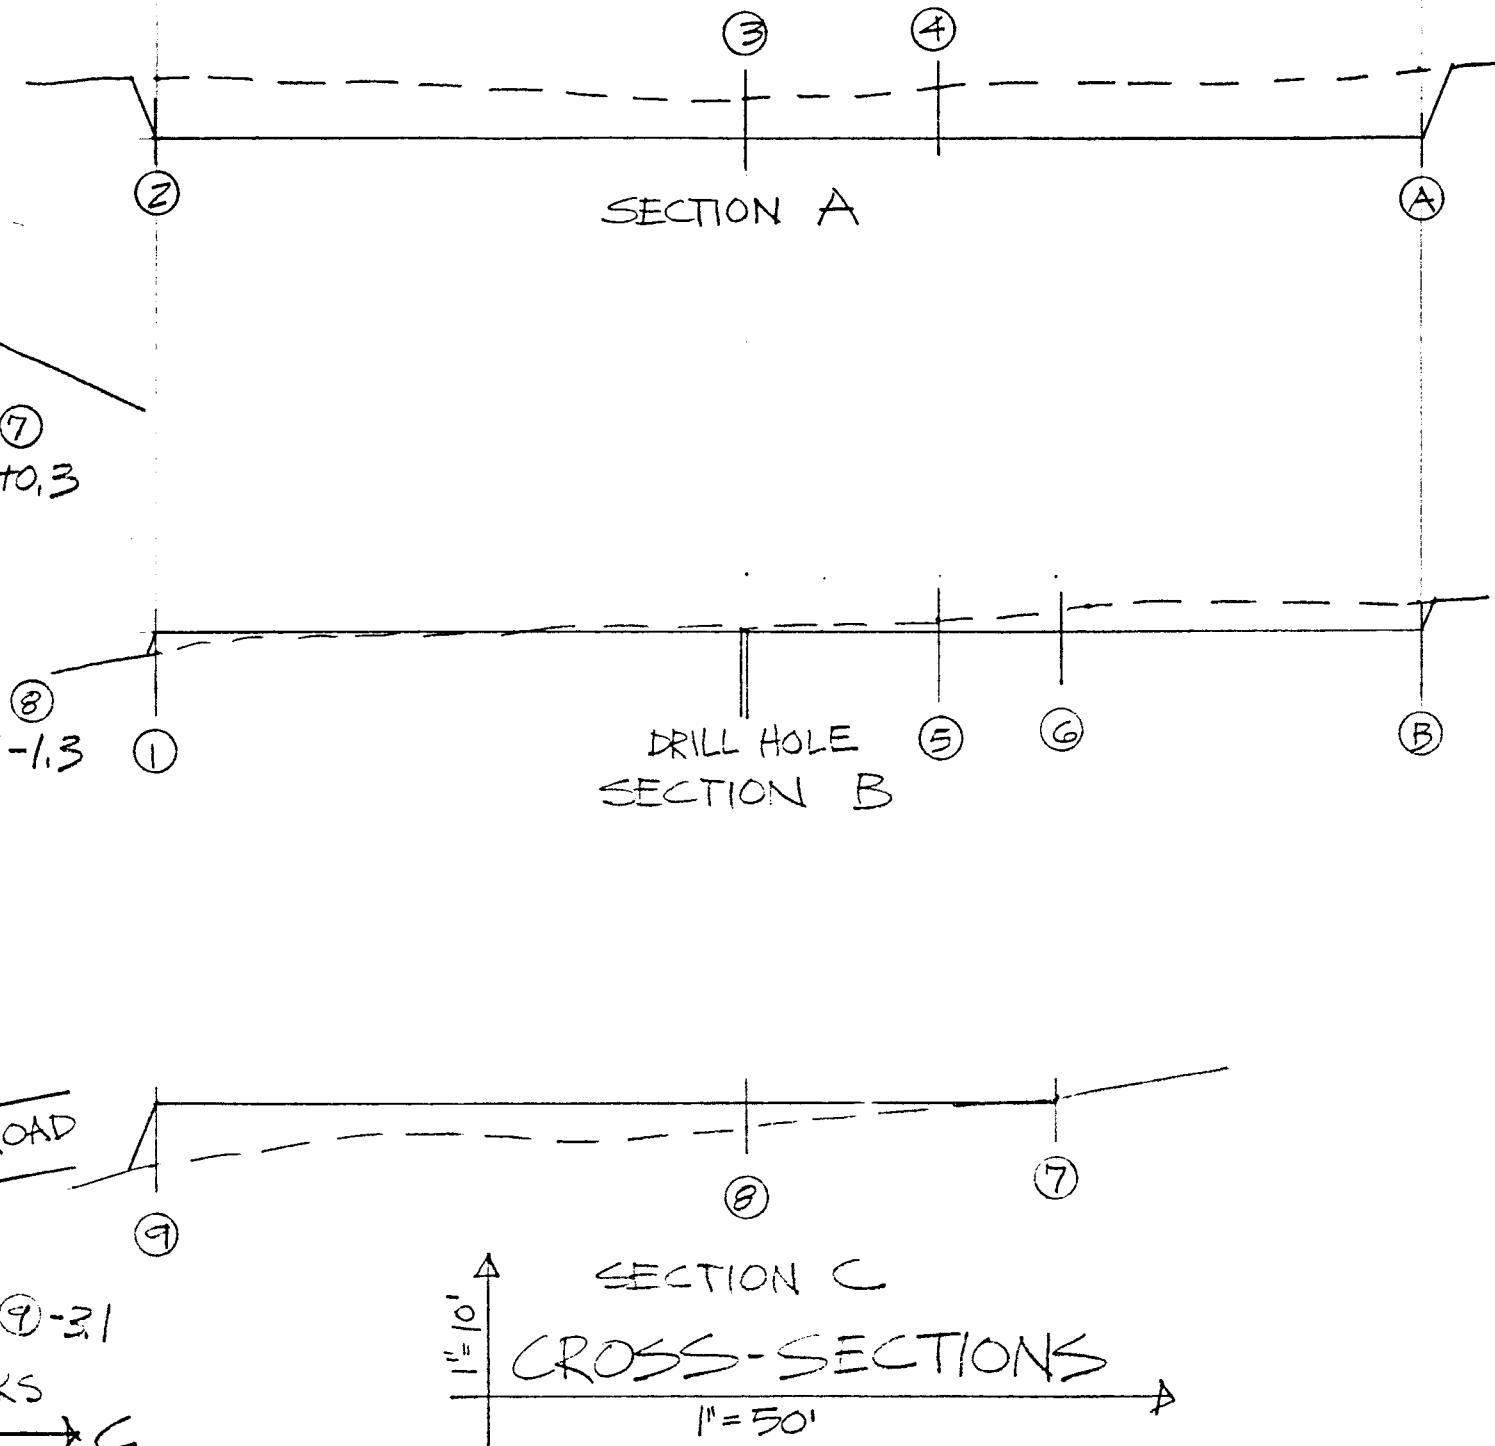 3 4
2 SECTION A A
7
+0.3
8
-1.3
1 DRILL HOLE 5 6 B
SECTION B
OAD
9 8 7
SECTION C
9 -3.1
CROSS-SECTIONS
1"=10'
KS
1"=50'
C